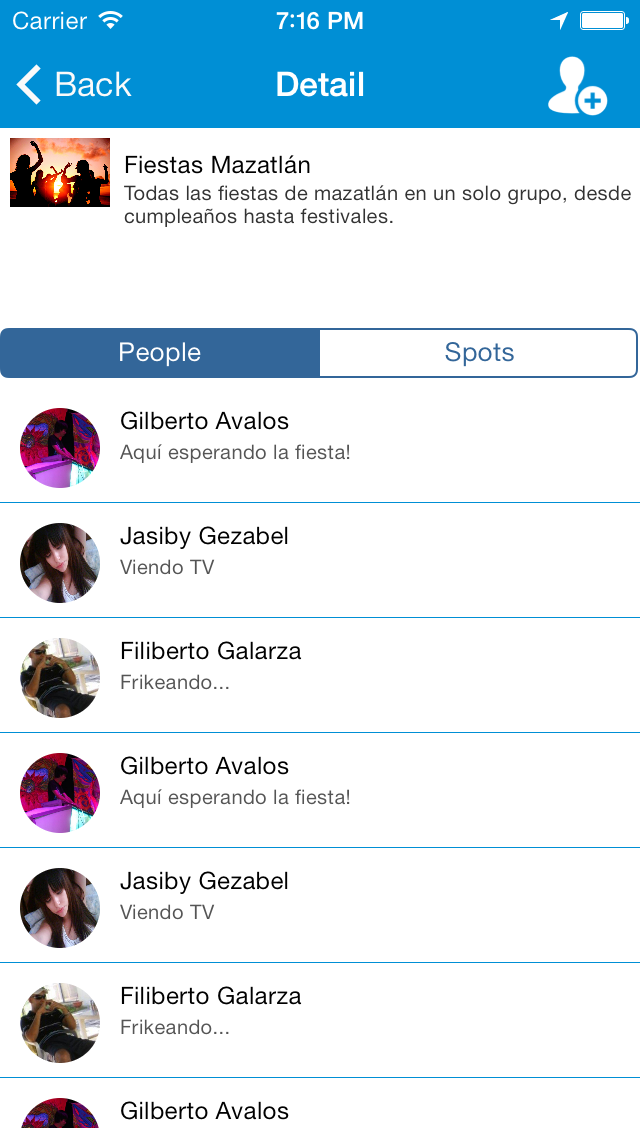 Carrier 7:16 PM
Back Detail
Fiestas Mazatlán
Todas las fiestas de mazatlán en un solo grupo, desde
cumpleaños hasta festivales.
People Spots
Gilberto Avalos
Aquí esperando la fiesta!
Jasiby Gezabel
Viendo TV
Filiberto Galarza
Frikeando...
Gilberto Avalos
Aquí esperando la fiesta!
Jasiby Gezabel
Viendo TV
Filiberto Galarza
Frikeando...
Gilberto Avalos